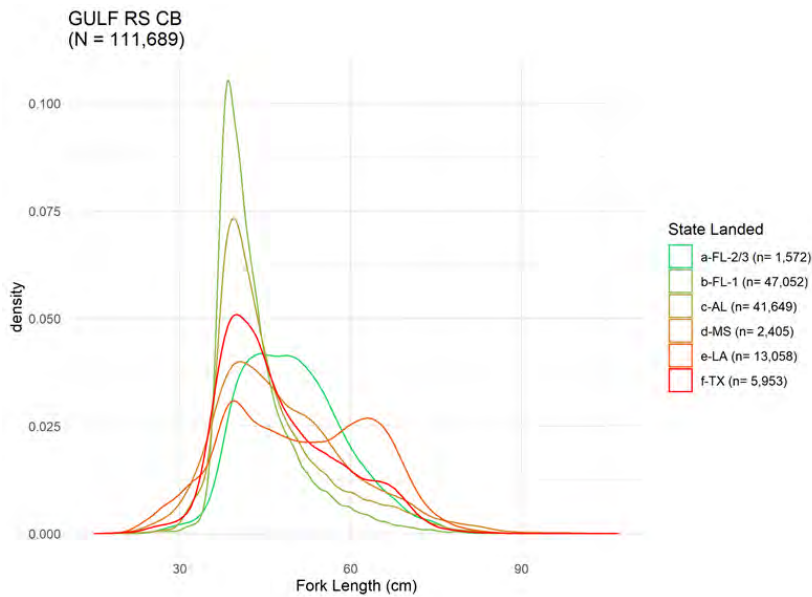 GULF RS CB
(N = 111,689)
0.100
0.075
0.050
0.025
0.000
density
30
60
90
Fork Length (cm)
State Landed
a-FL-2/3 (n= 1,572)
b-FL-1 (n= 47,052)
c-AL (n= 41,649)
d-MS (n= 2,405)
e-LA (n= 13,058)
f-TX (n= 5,953)